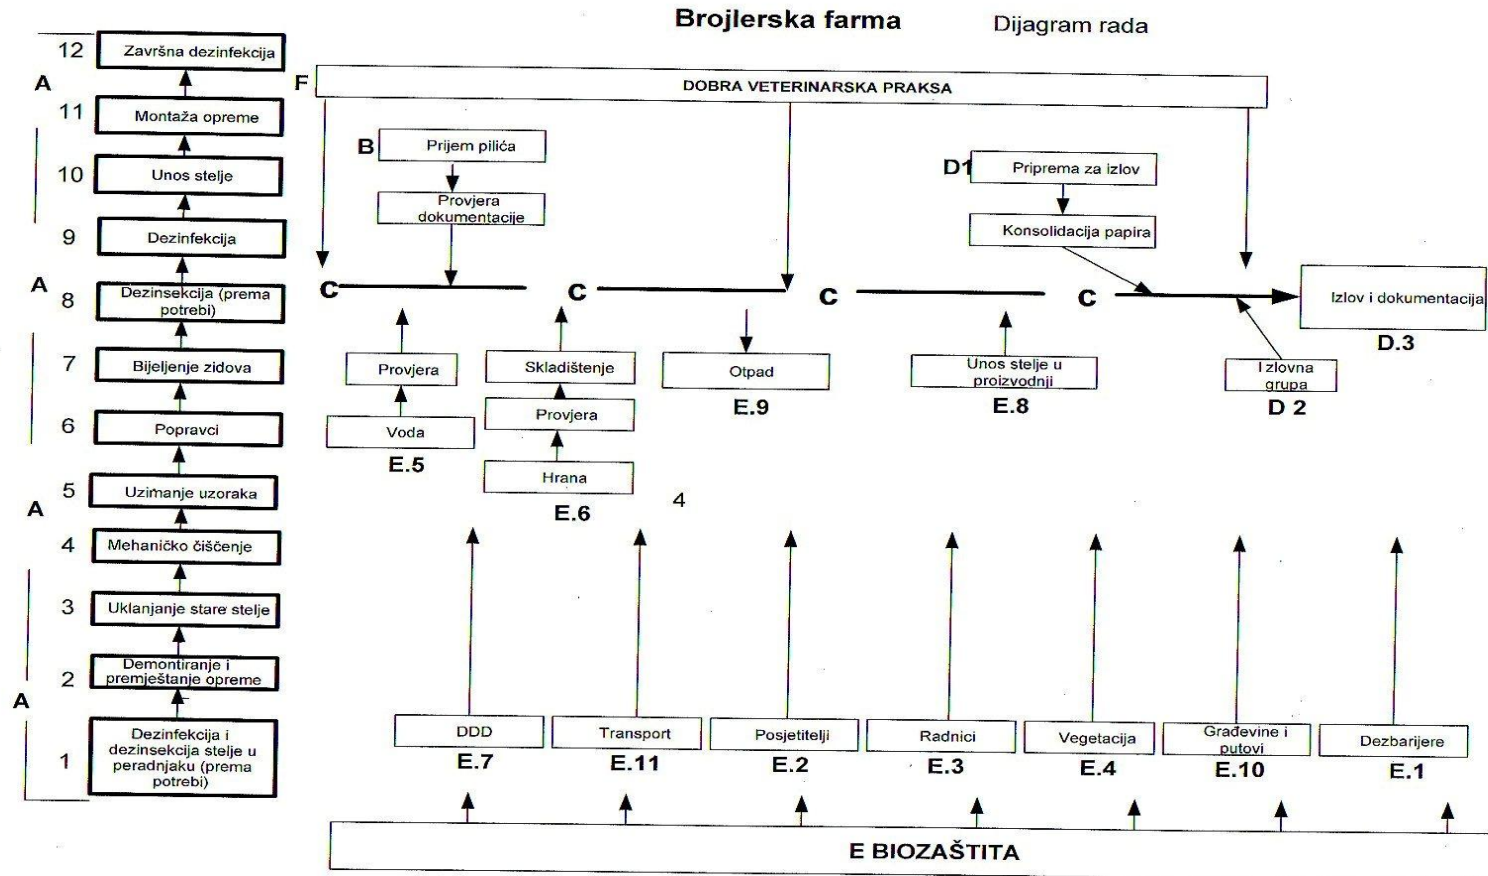 Brojlerska farma
Dijagram rada
12
Završna dezinfekcija
A
11
Montaža opreme
10
Unos stelje
9
Dezinfekcija
A
8
Dezinsekcija (prema
potrebi)
7
Bijeljenje zidova
6
Popravci
5
Uzimanje uzoraka
A
4
Mehaničko čišćenje
3
Uklanjanje stare stelje
2
Demontiranje i
premještanje opreme
A
1
Dezinfekcija i
dezinsekcija stelje u
peradnjaku (prema
potrebi)
F
DOBRA VETERINARSKA PRAKSA
B
Prijem pilića
Provjera
dokumentacije
D1
Priprema za izlov
Konsolidacija papira
C
C
C
C
Izlov i dokumentacija
D.3
Provjera
Voda
E.5
Skladištenje
Provjera
Hrana
E.6
4
Otpad
E.9
Unos stelje u
proizvodnji
E.8
Izlovna
grupa
D 2
DDD
E.7
Transport
E.11
Posjetitelji
E.2
Radnici
E.3
Vegetacija
E.4
Građevine i
putovi
E.10
Dezbarijere
E.1
E BIOZAŠTITA